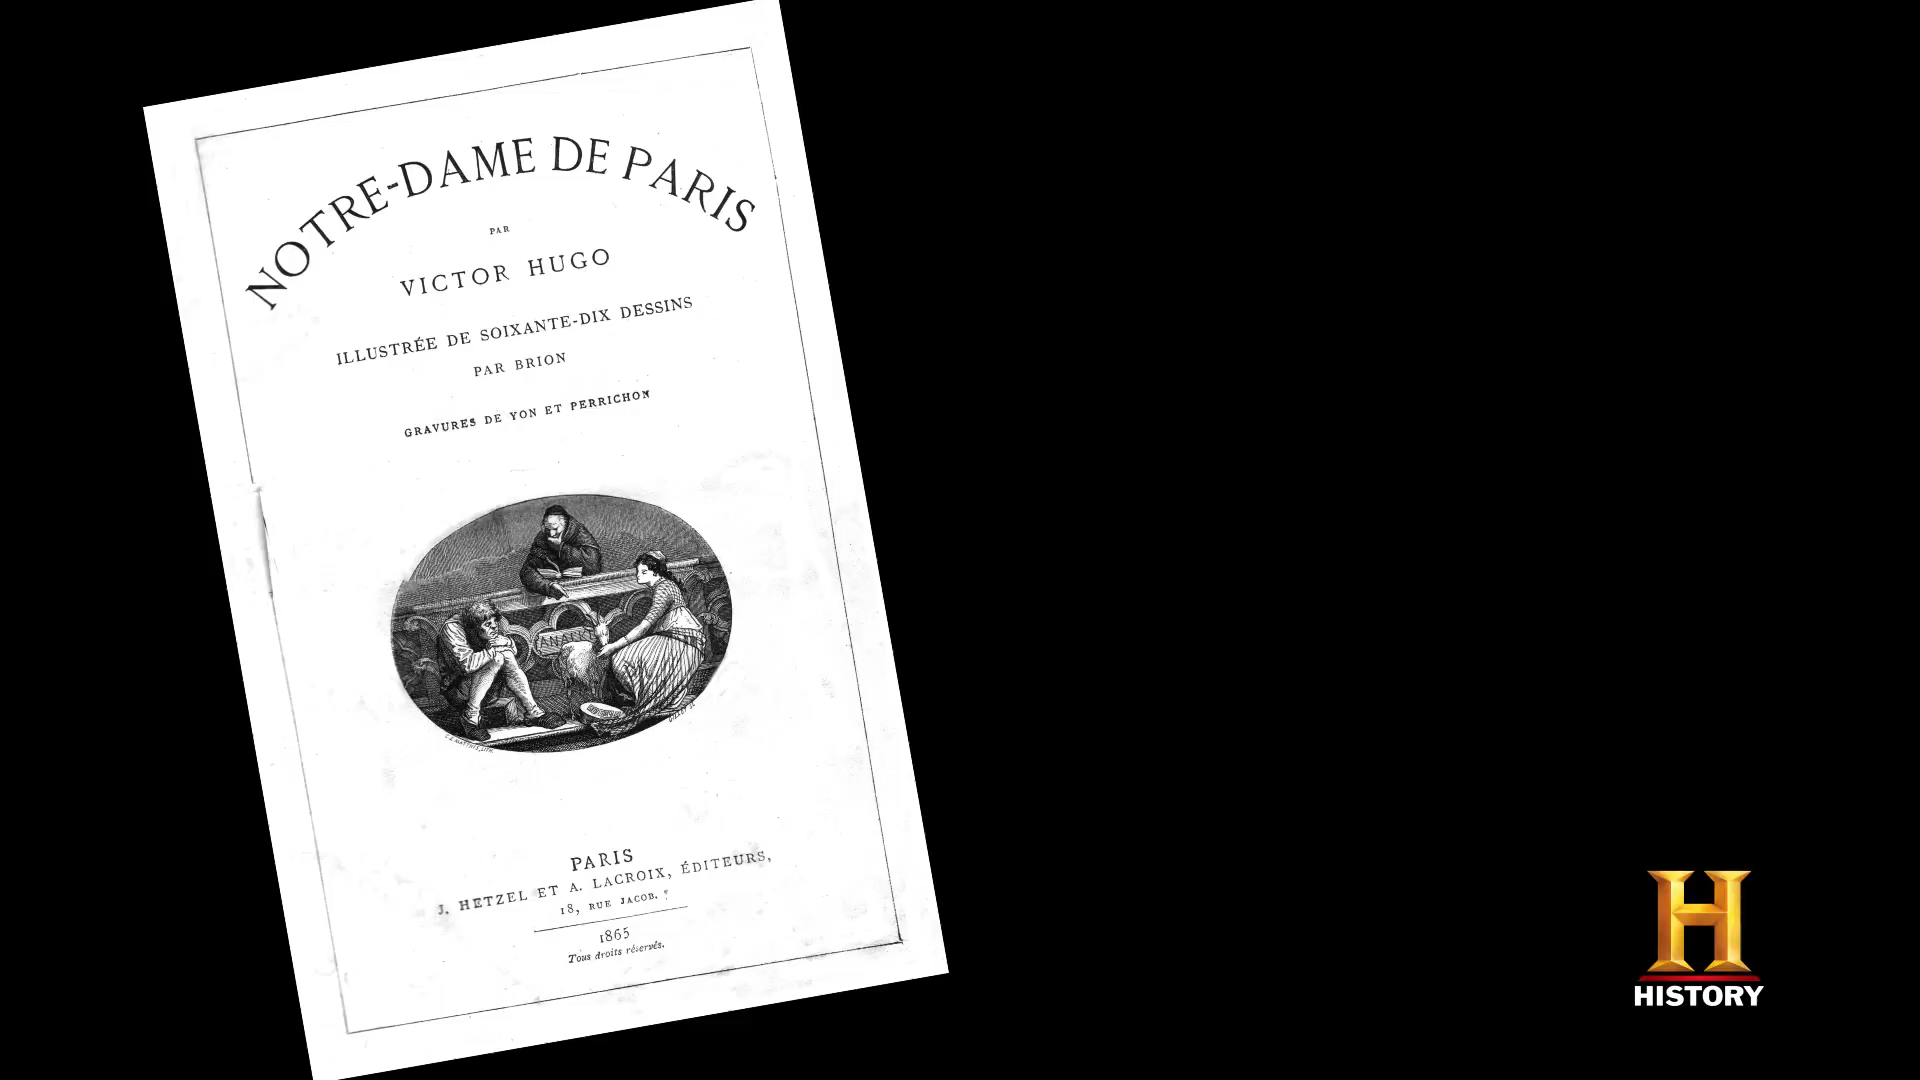 NOTRE-DAME DE PARIS
PAR
VICTOR HUGO
ILLUSTRÉE DE SOIXANTE-DIX DESSINS
PAR BRION
GRAVURES DE YON ET PERRICHON
ANARKH
PARIS
J. HETZEL ET A. LACROIX, ÉDITEURS,
18, RUE JACOB.
1865
Tous droits réservés.
H
HISTORY